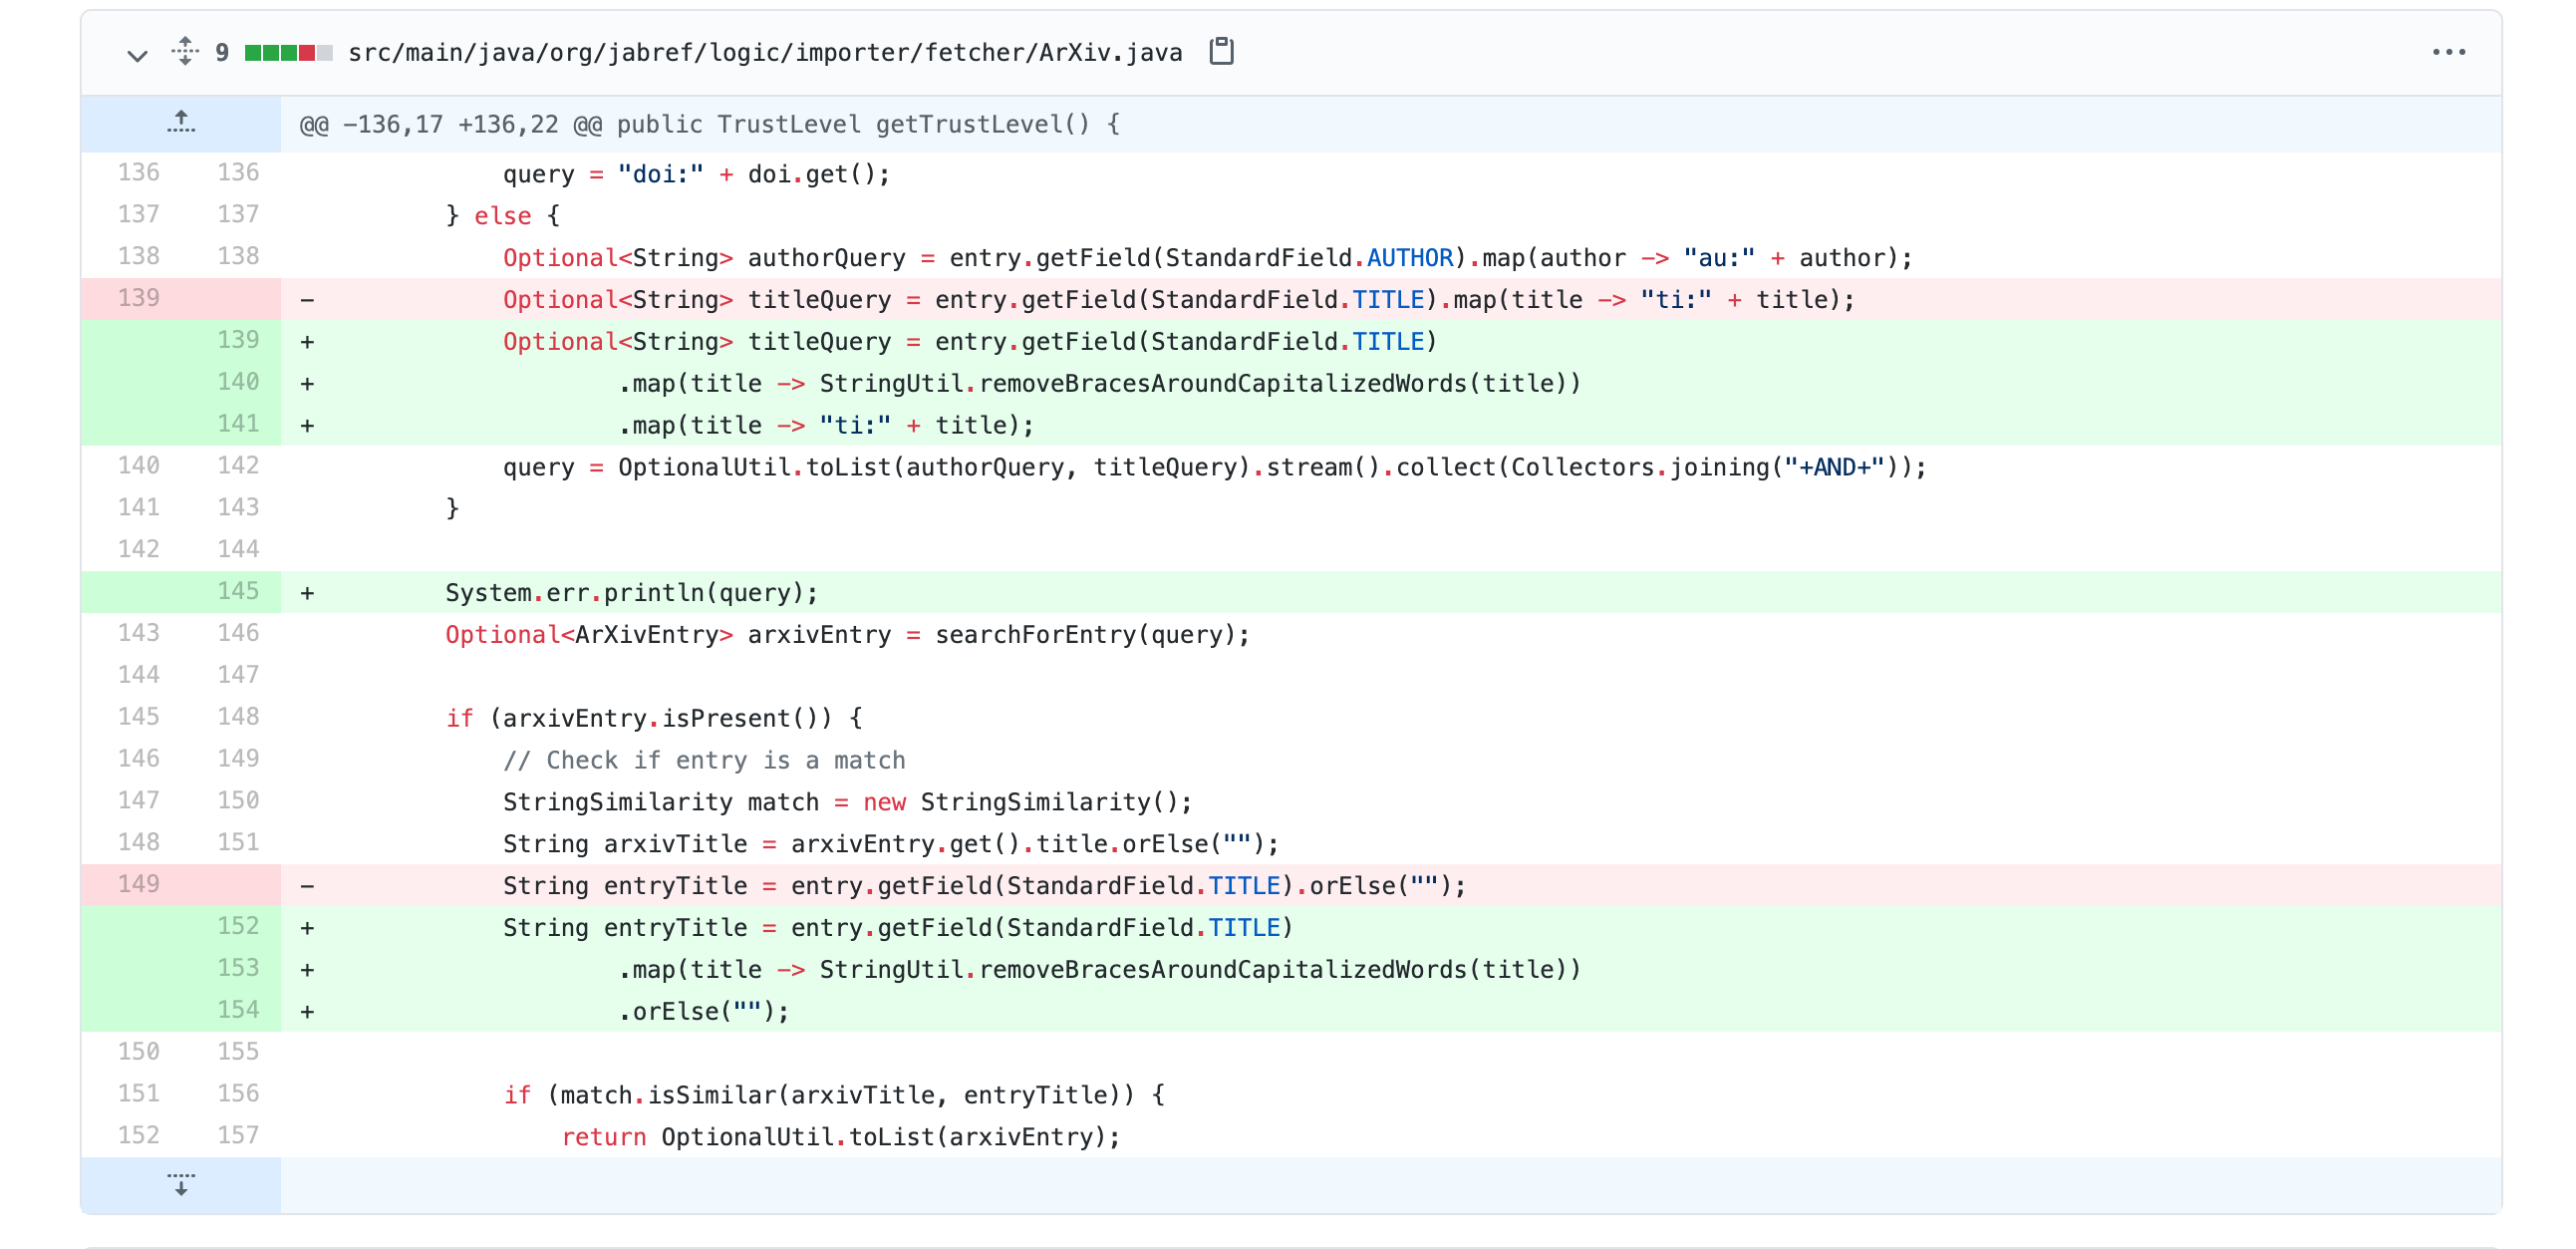 9 src/main/java/org/jabref/logic/importer/fetcher/ArXiv.java
@@ -136,17 +136,22 @@ public TrustLevel getTrustLevel() {
136 136 query = "doi:" + doi.get();
137 137 } else {
138 138 Optional<String> authorQuery = entry.getField(StandardField.AUTHOR).map(author -> "au:" + author);
139 - Optional<String> titleQuery = entry.getField(StandardField.TITLE).map(title -> "ti:" + title);
139 + Optional<String> titleQuery = entry.getField(StandardField.TITLE)
140 + .map(title -> StringUtil.removeBracesAroundCapitalizedWords(title))
141 + .map(title -> "ti:" + title);
140 142 query = OptionalUtil.toList(authorQuery, titleQuery).stream().collect(Collectors.joining("+AND+"));
141 143 }
142 144
145 + System.err.println(query);
143 146 Optional<ArXivEntry> arxivEntry = searchForEntry(query);
144 147
145 148 if (arxivEntry.isPresent()) {
146 149 // Check if entry is a match
147 150 StringSimilarity match = new StringSimilarity();
148 151 String arxivTitle = arxivEntry.get().title.orElse("");
149 - String entryTitle = entry.getField(StandardField.TITLE).orElse("");
152 + String entryTitle = entry.getField(StandardField.TITLE)
153 + .map(title -> StringUtil.removeBracesAroundCapitalizedWords(title))
154 + .orElse("");
150 155
151 156 if (match.isSimilar(arxivTitle, entryTitle)) {
152 157 return OptionalUtil.toList(arxivEntry);